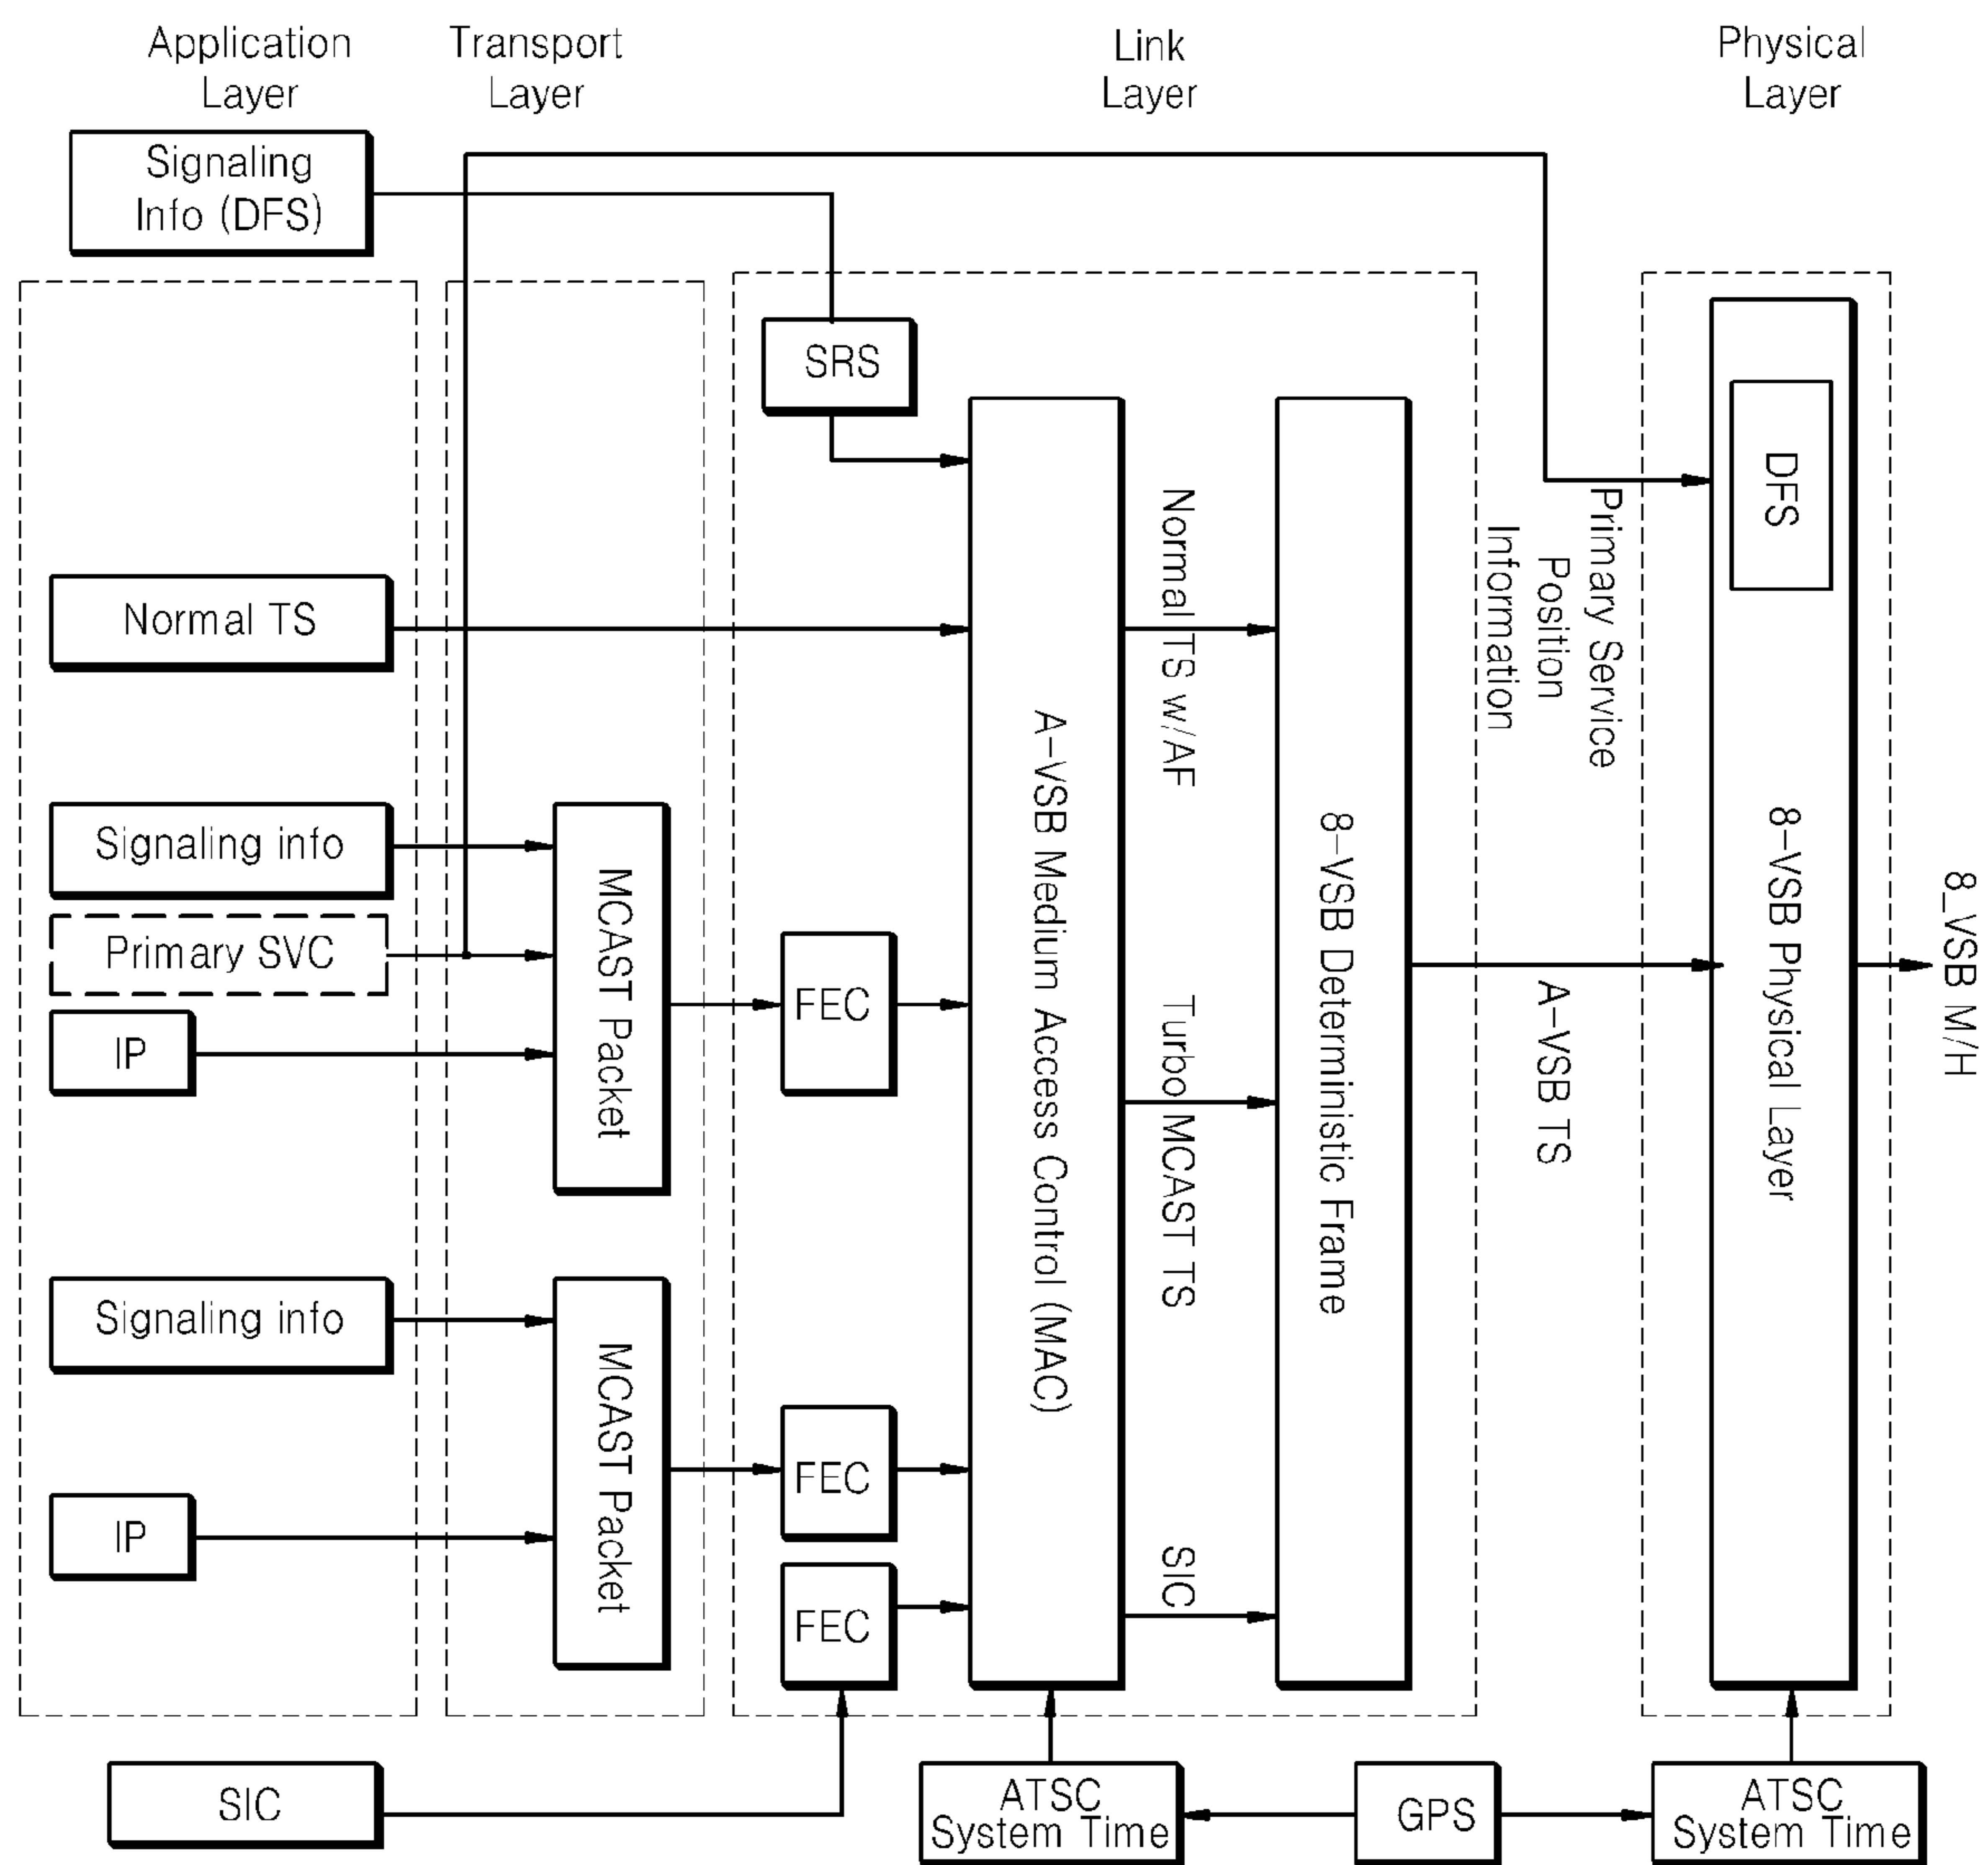 Application
Layer
Transport
Layer
Link
Layer
Physical
Layer
Signaling
Info (DFS)
SRS
DFS
Normal TS
Normal TS w/AF
Primary Service
Position
Information
Signaling info
Primary SVC
IP
MCAST Packet
FEC
A-VSB Medium Access Control (MAC)
Turbo MCAST TS
8-VSB Deterministic Frame
A-VSB TS
8-VSB Physical Layer
8_VSB M/H
Signaling info
IP
MCAST Packet
FEC
FEC
SIC
SIC
ATSC
System Time
GPS
ATSC
System Time